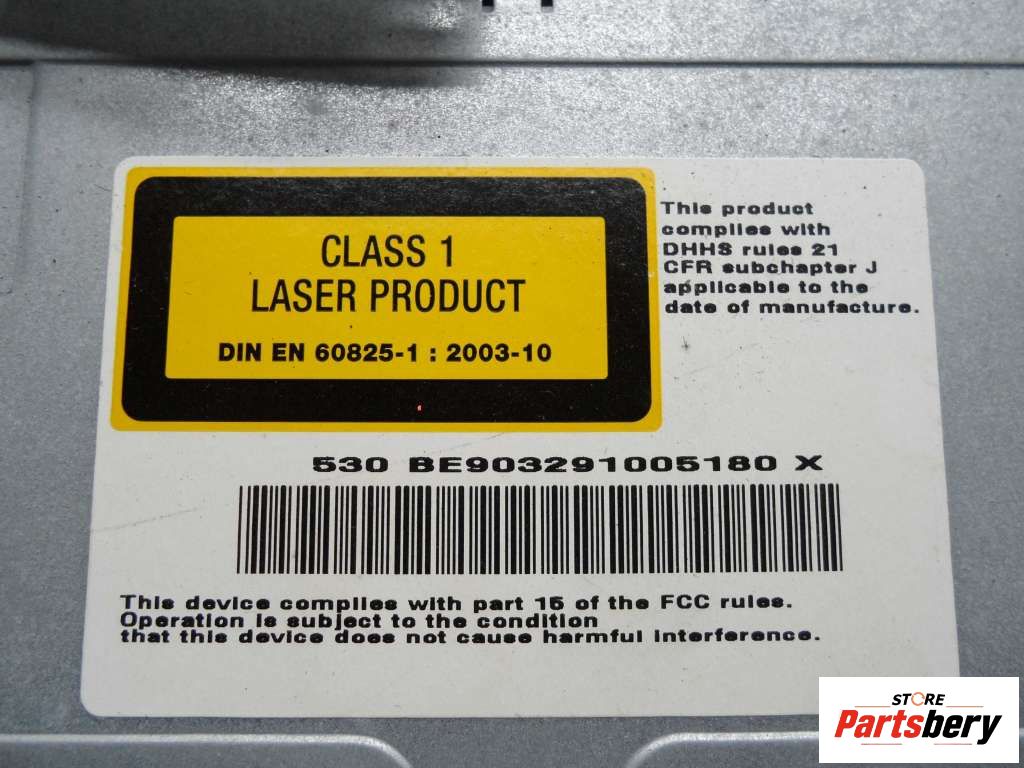 CLASS 1
LASER PRODUCT
DIN EN 60825-1 : 2003-10
This product
complies with
DHHS rules 21
CFR subchapter J
applicable to the
date of manufacture.
530 BE903291005180 X
This device complies with part 15 of the FCC rules.
Operation is subject to the condition
that this device does not cause harmful interference.
STORE
Partsbery